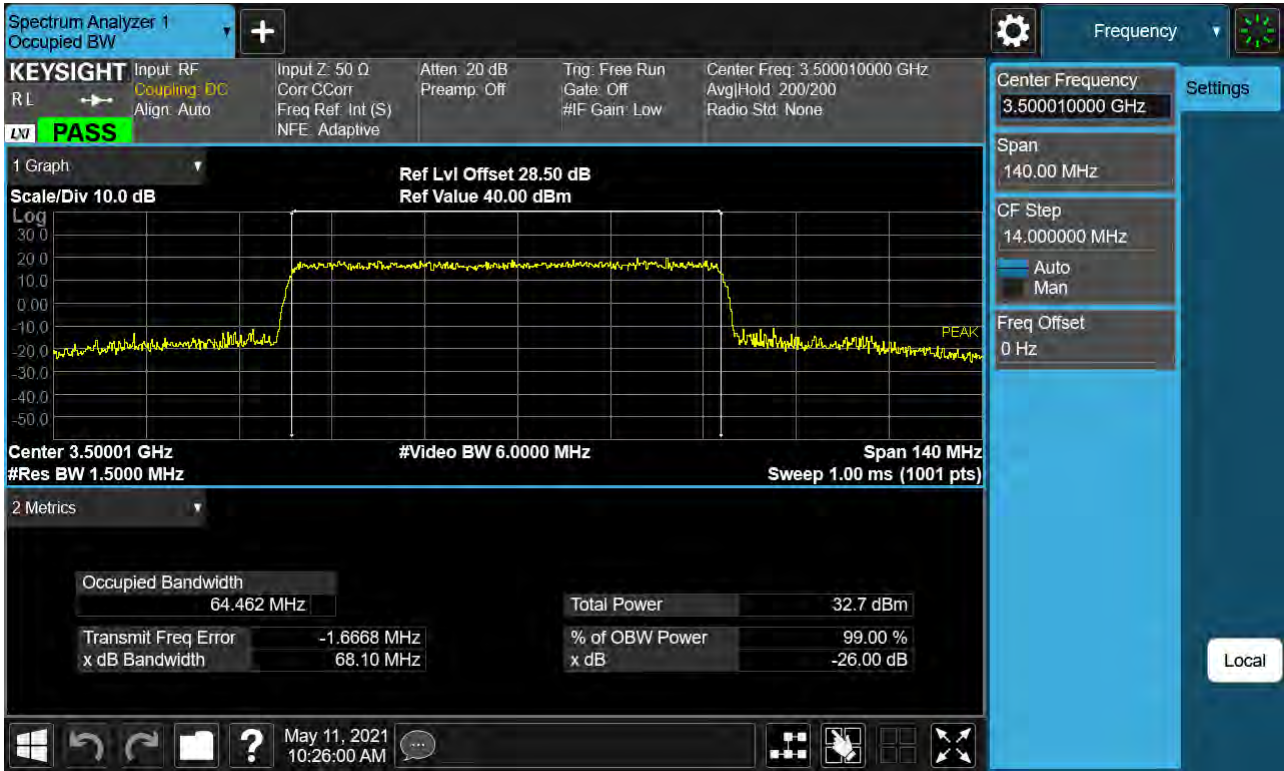 Spectrum Analyzer 1
Occupied BW
+
Frequency
KEYSIGHT
RL
LXI PASS
Input: RF
Coupling: DC
Align: Auto
Input Z: 50 Ω
Corr CCorr
Freq Ref: Int (S)
NFE: Adaptive
Atten: 20 dB
Preamp: Off
Trig: Free Run
Gate: Off
#IF Gain: Low
Center Freq: 3.500010000 GHz
Avg|Hold: 200/200
Radio Std: None
1 Graph
Scale/Div 10.0 dB
Ref Lvl Offset 28.50 dB
Ref Value 40.00 dBm
Log
30.0
20.0
10.0
0.00
-10.0
-20.0
-30.0
-40.0
-50.0
PEAK
Center 3.50001 GHz
#Video BW 6.0000 MHz
Span 140 MHz
#Res BW 1.5000 MHz
Sweep 1.00 ms (1001 pts)
2 Metrics
Occupied Bandwidth
64.462 MHz
Total Power 32.7 dBm
Transmit Freq Error -1.6668 MHz
% of OBW Power 99.00 %
x dB Bandwidth 68.10 MHz
x dB -26.00 dB
Center Frequency
3.500010000 GHz
Settings
Span
140.00 MHz
CF Step
14.000000 MHz
Auto
Man
Freq Offset
0 Hz
Local
?
May 11, 2021
10:26:00 AM